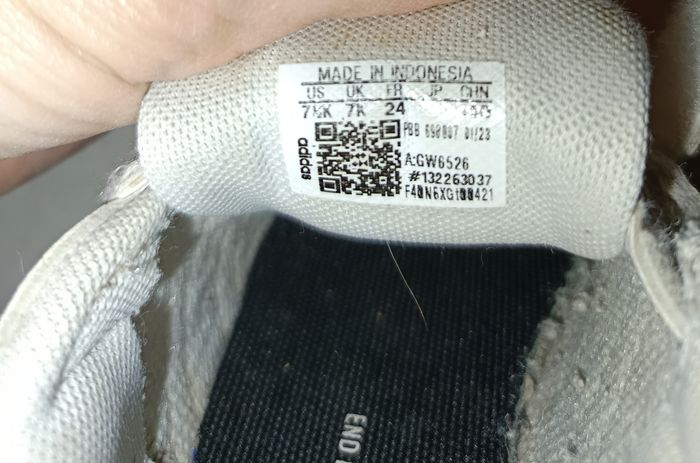 MADE IN INDONESIA
US UK FR JP CHN
7½K 7K 24
PBB 01/23
adidas
A:GW6526
#132263037
END